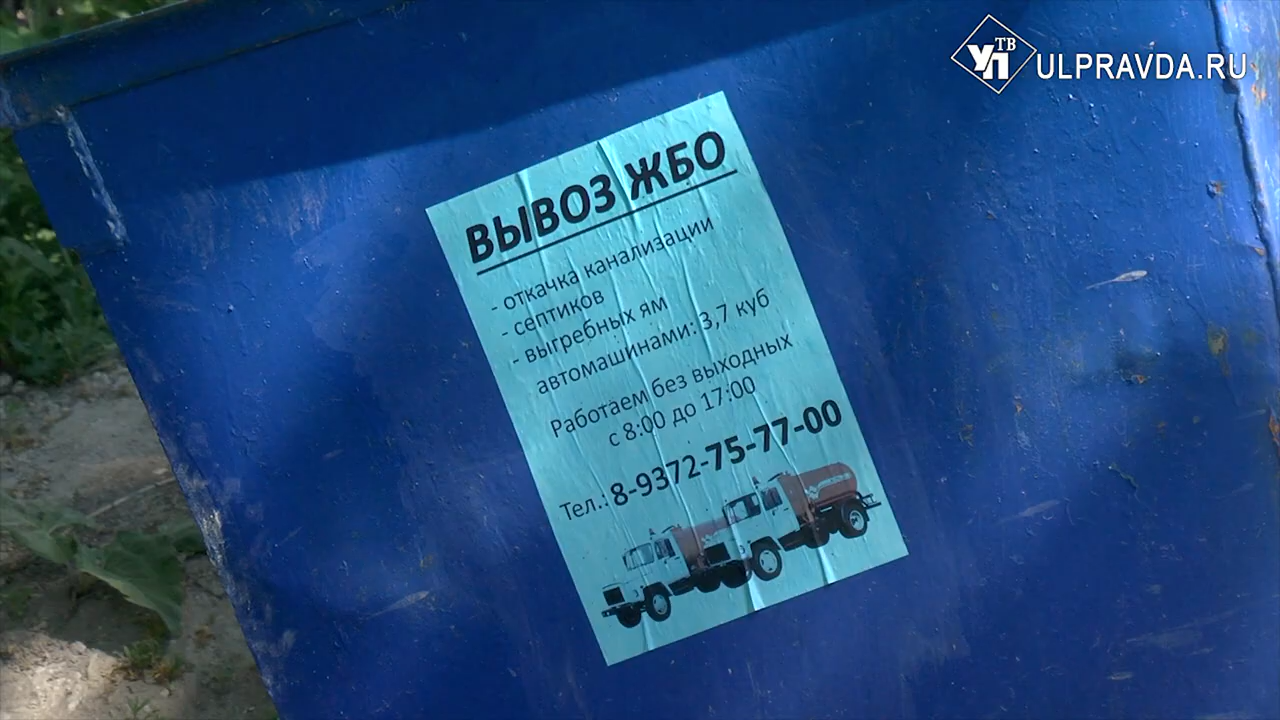 ТВ
УП
ULPRAVDA.RU
ВЫВОЗ ЖБО
- откачка канализации
- септиков
- выгребных ям
автомашинами: 3,7 куб
Работаем без выходных
с 8:00 до 17:00
Тел.: 8-9372-75-77-00